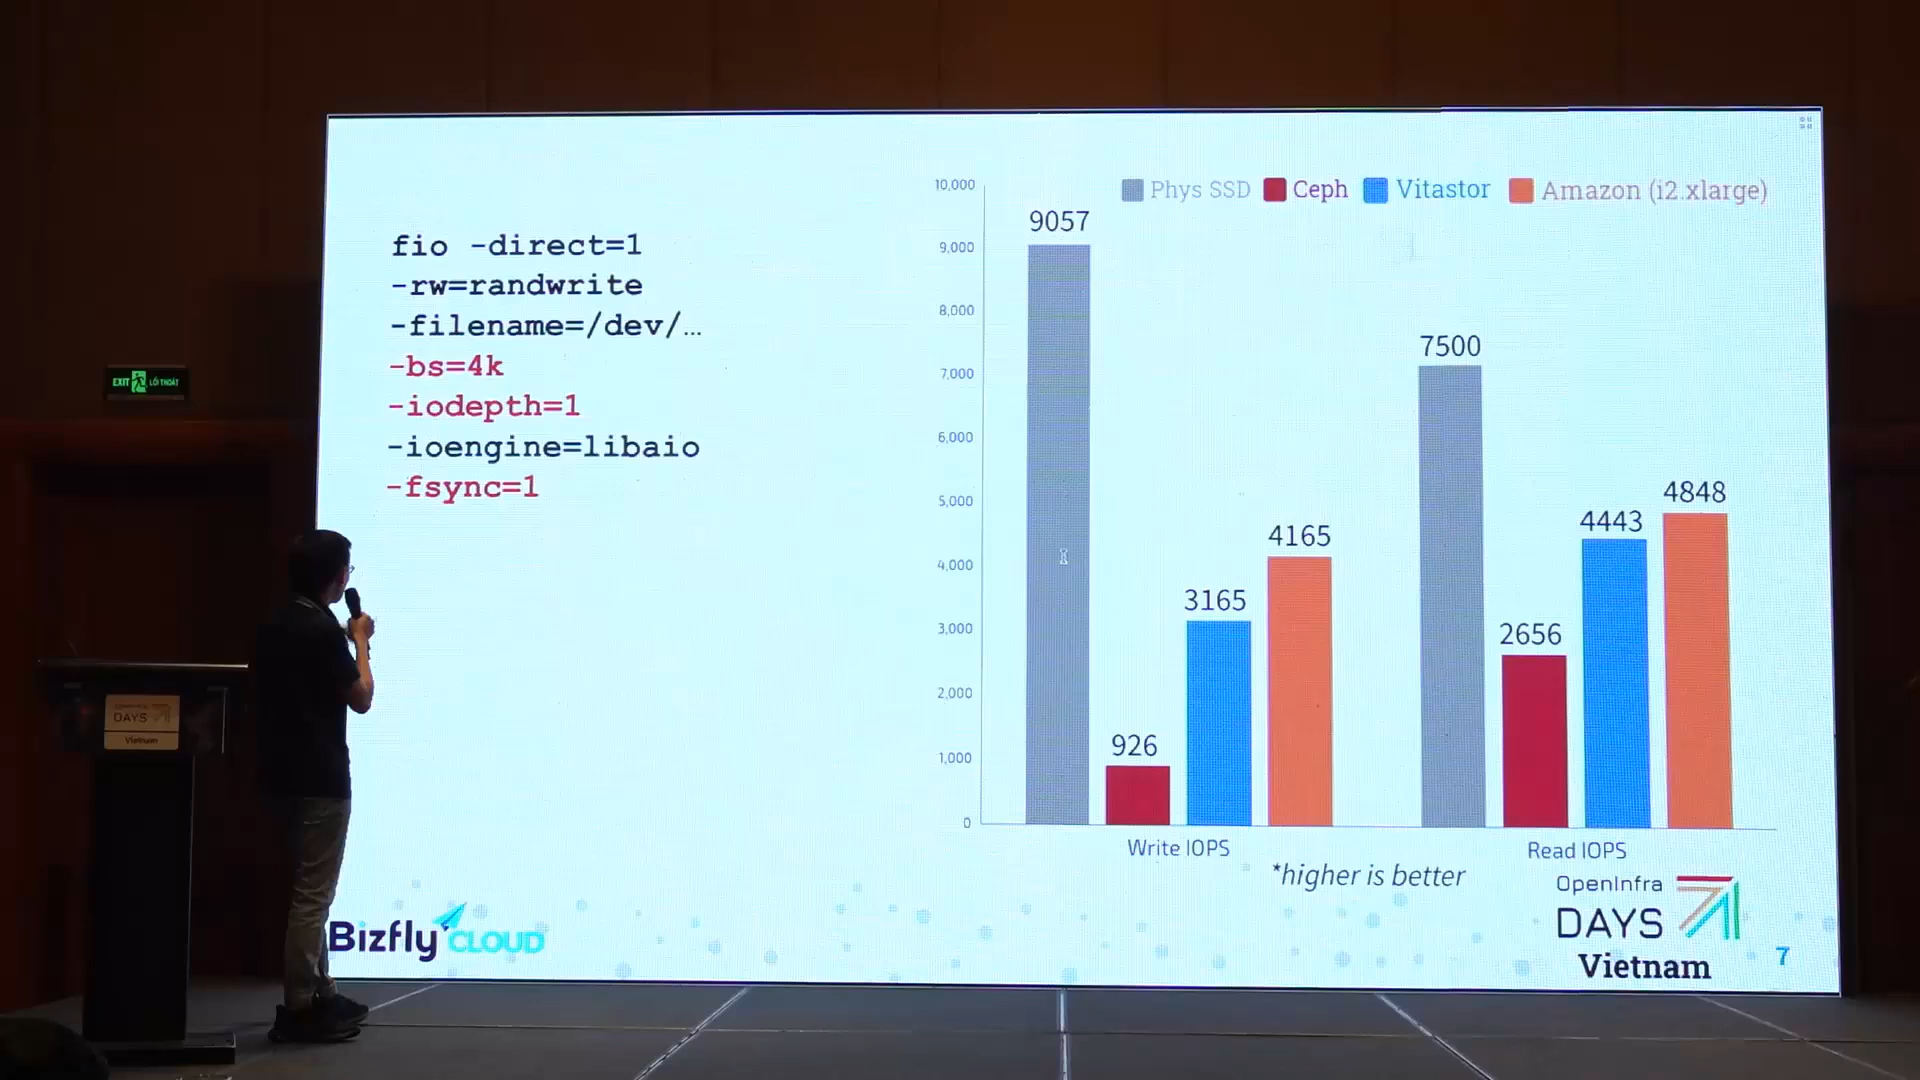 fio -direct=1
-rw=randwrite
-filename=/dev/…
-bs=4k
-iodepth=1
-ioengine=libaio
-fsync=1
Phys SSD Ceph Vitastor Amazon (i2.xlarge)
10,000
9,000
8,000
7,000
6,000
5,000
4,000
3,000
2,000
1,000
0
9057
926
3165
4165
7500
2656
4443
4848
Write IOPS
Read IOPS
*higher is better
Bizfly CLOUD
OpenInfra
DAYS
Vietnam
7
EXIT LỐI THOÁT
DAYS
Vietnam